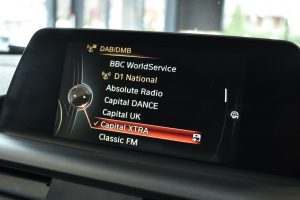 DAB/DMB
BBC WorldService
D1 National
Absolute Radio
Capital DANCE
Capital UK
✓ Capital XTRA
Classic FM